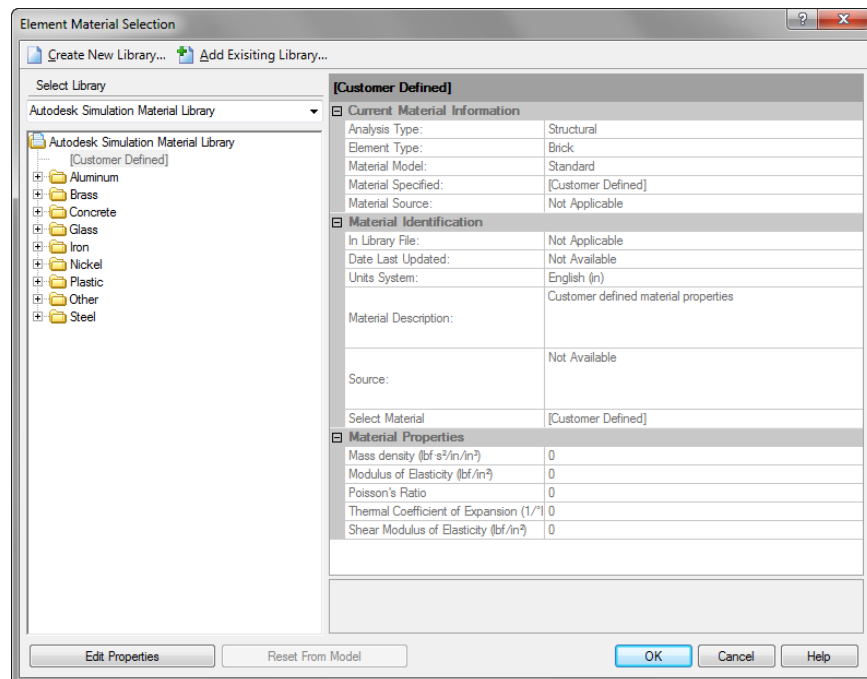 Element Material Selection
Create New Library... Add Exisiting Library...
Select Library
Autodesk Simulation Material Library
Autodesk Simulation Material Library
[Customer Defined]
Aluminum
Brass
Concrete
Glass
Iron
Nickel
Plastic
Other
Steel
[Customer Defined]
Current Material Information
Analysis Type: Structural
Element Type: Brick
Material Model: Standard
Material Specified: [Customer Defined]
Material Source: Not Applicable
Material Identification
In Library File: Not Applicable
Date Last Updated: Not Available
Units System: English (in)
Material Description: Customer defined material properties
Source: Not Available
Select Material [Customer Defined]
Material Properties
Mass density (lbf·s²/in/in³) 0
Modulus of Elasticity (lbf/in²) 0
Poisson's Ratio 0
Thermal Coefficient of Expansion (1/° 0
Shear Modulus of Elasticity (lbf/in²) 0
Edit Properties Reset From Model OK Cancel Help